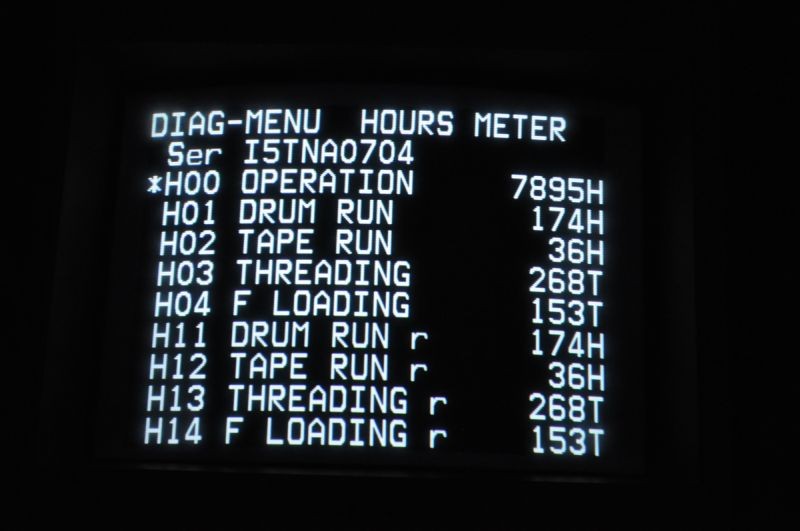 DIAG-MENU HOURS METER
Ser I5TNA0704
*H00 OPERATION 7895H
H01 DRUM RUN 174H
H02 TAPE RUN 36H
H03 THREADING 268T
H04 F LOADING 153T
H11 DRUM RUN r 174H
H12 TAPE RUN r 36H
H13 THREADING r 268T
H14 F LOADING r 153T